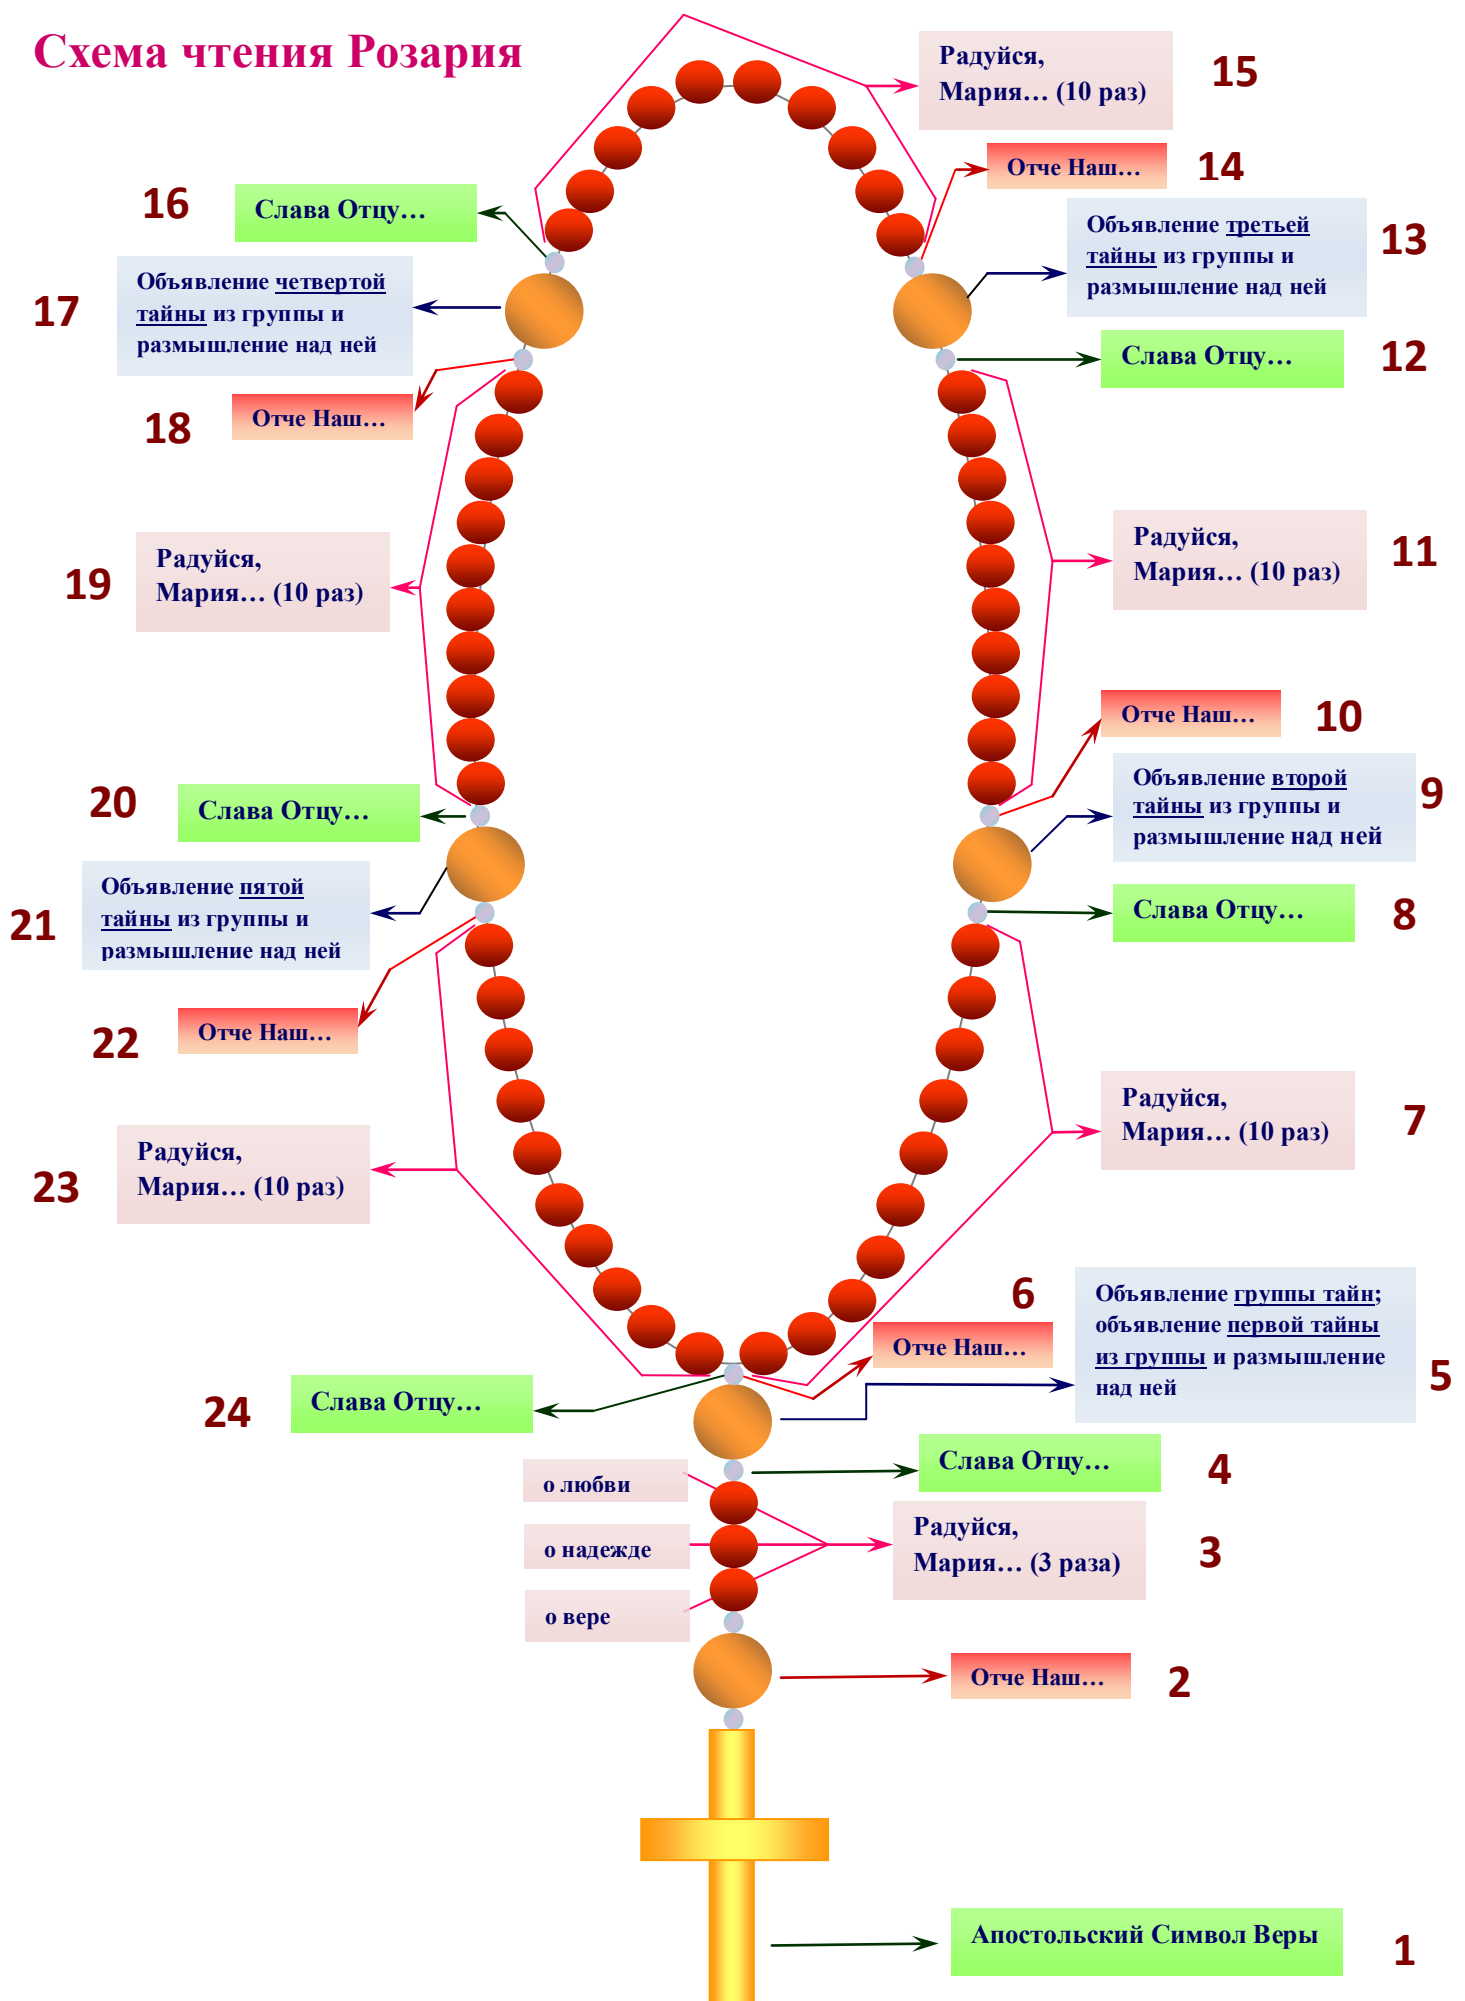 Схема чтения Розария
Радуйся,
Мария… (10 раз)
15
Отче Наш…
14
16
Слава Отцу…
Объявление третьей
тайны из группы и
размышление над ней
13
17
Объявление четвертой
тайны из группы и
размышление над ней
Слава Отцу…
12
18
Отче Наш…
19
Радуйся,
Мария… (10 раз)
Радуйся,
Мария… (10 раз)
11
Отче Наш…
10
20
Слава Отцу…
Объявление второй
тайны из группы и
размышление над ней
9
21
Объявление пятой
тайны из группы и
размышление над ней
Слава Отцу…
8
22
Отче Наш…
Радуйся,
Мария… (10 раз)
7
23
Радуйся,
Мария… (10 раз)
6
Отче Наш…
Объявление группы тайн;
объявление первой тайны
из группы и размышление
над ней
5
24
Слава Отцу…
Слава Отцу…
4
о любви
о надежде
о вере
Радуйся,
Мария… (3 раза)
3
Отче Наш…
2
Апостольский Символ Веры
1